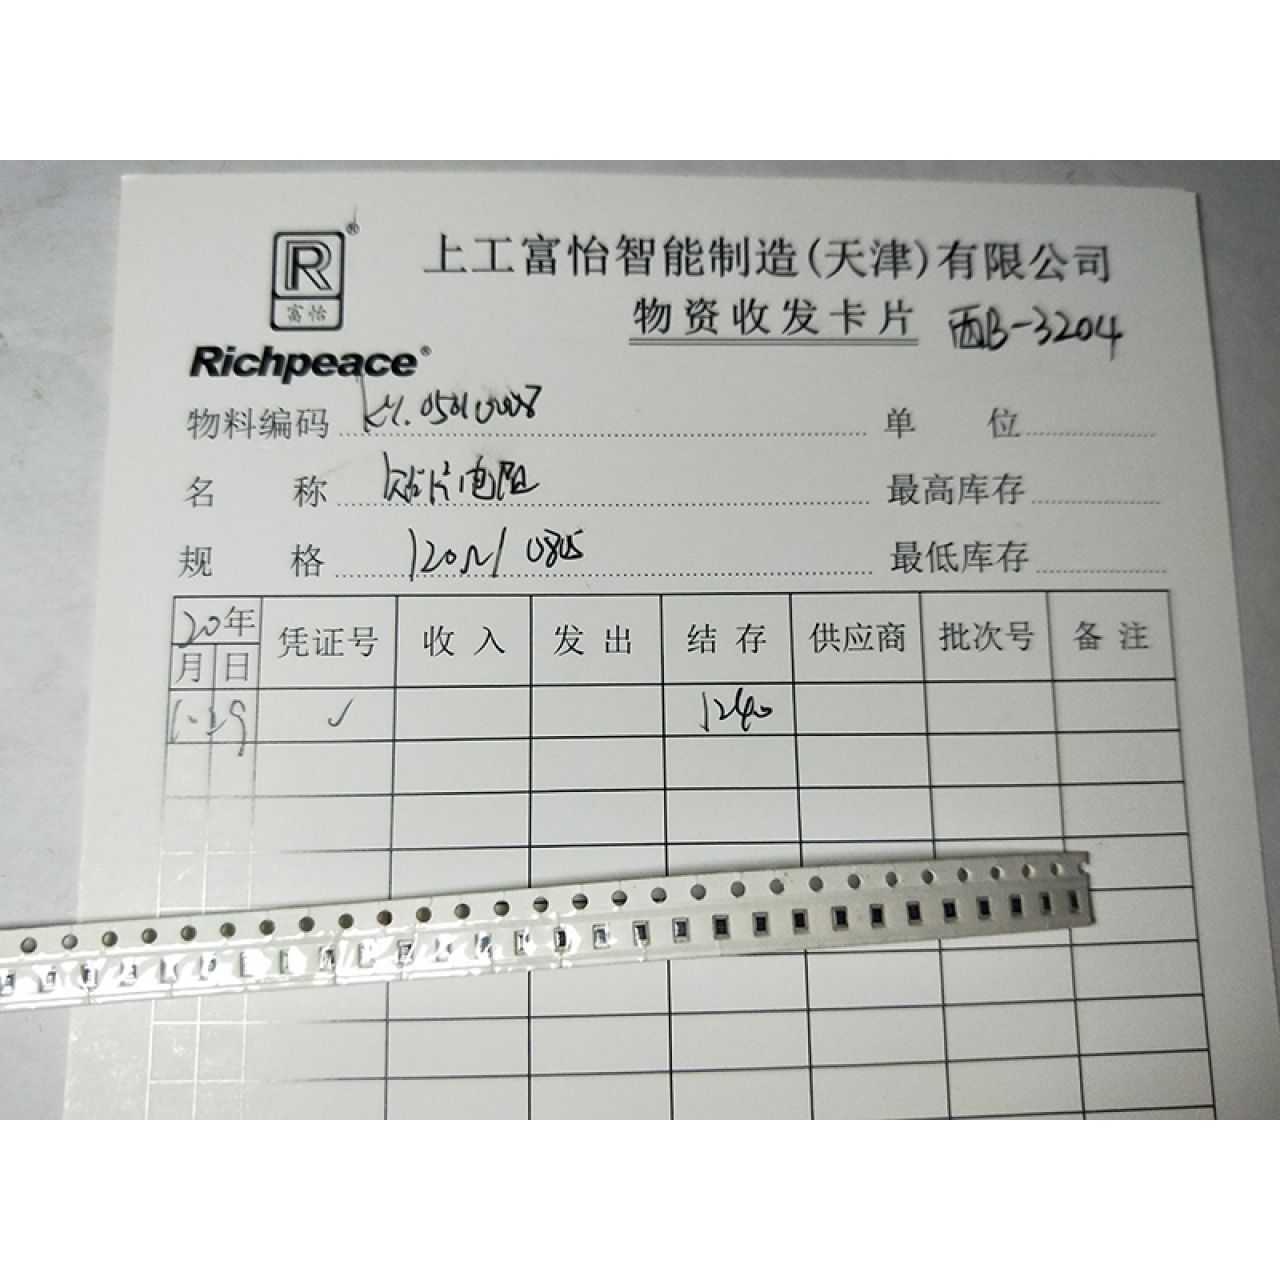 R®
富怡
Richpeace®
上工富怡智能制造(天津)有限公司
物资收发卡片 西B-3204
物料编码 单位
名称 贴片电阻 最高库存
规格 120Ω/ 0805 最低库存
20年 凭证号 收入 发出 结存 供应商 批次号 备注
月 日
1.29 ✓ 1240